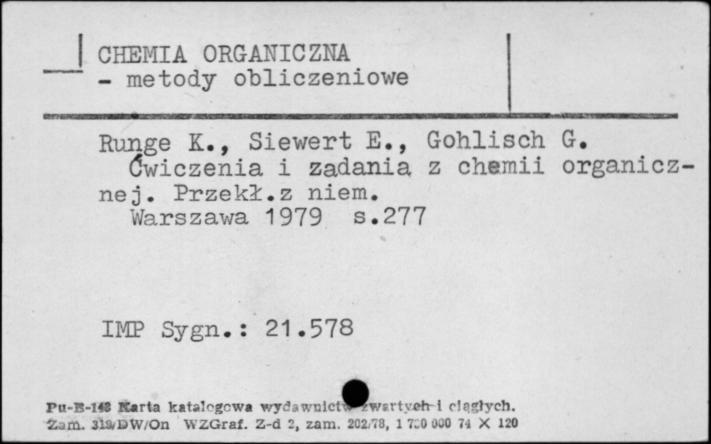 CHEMIA ORGANICZNA
- metody obliczeniowe
Runge K., Siewert E., Gohlisch G.
Ćwiczenia i zadania z chemii organicz-
nej. Przekł.z niem.
Warszawa 1979 s.277
IMP Sygn.: 21.578
Pu-B-148 Karta katalogowa wydawnictw zwartych i ciągłych.
Zam. DW/On WZGraf. Z-d 2, zam. 202/78, 1 700 000 74 X 120